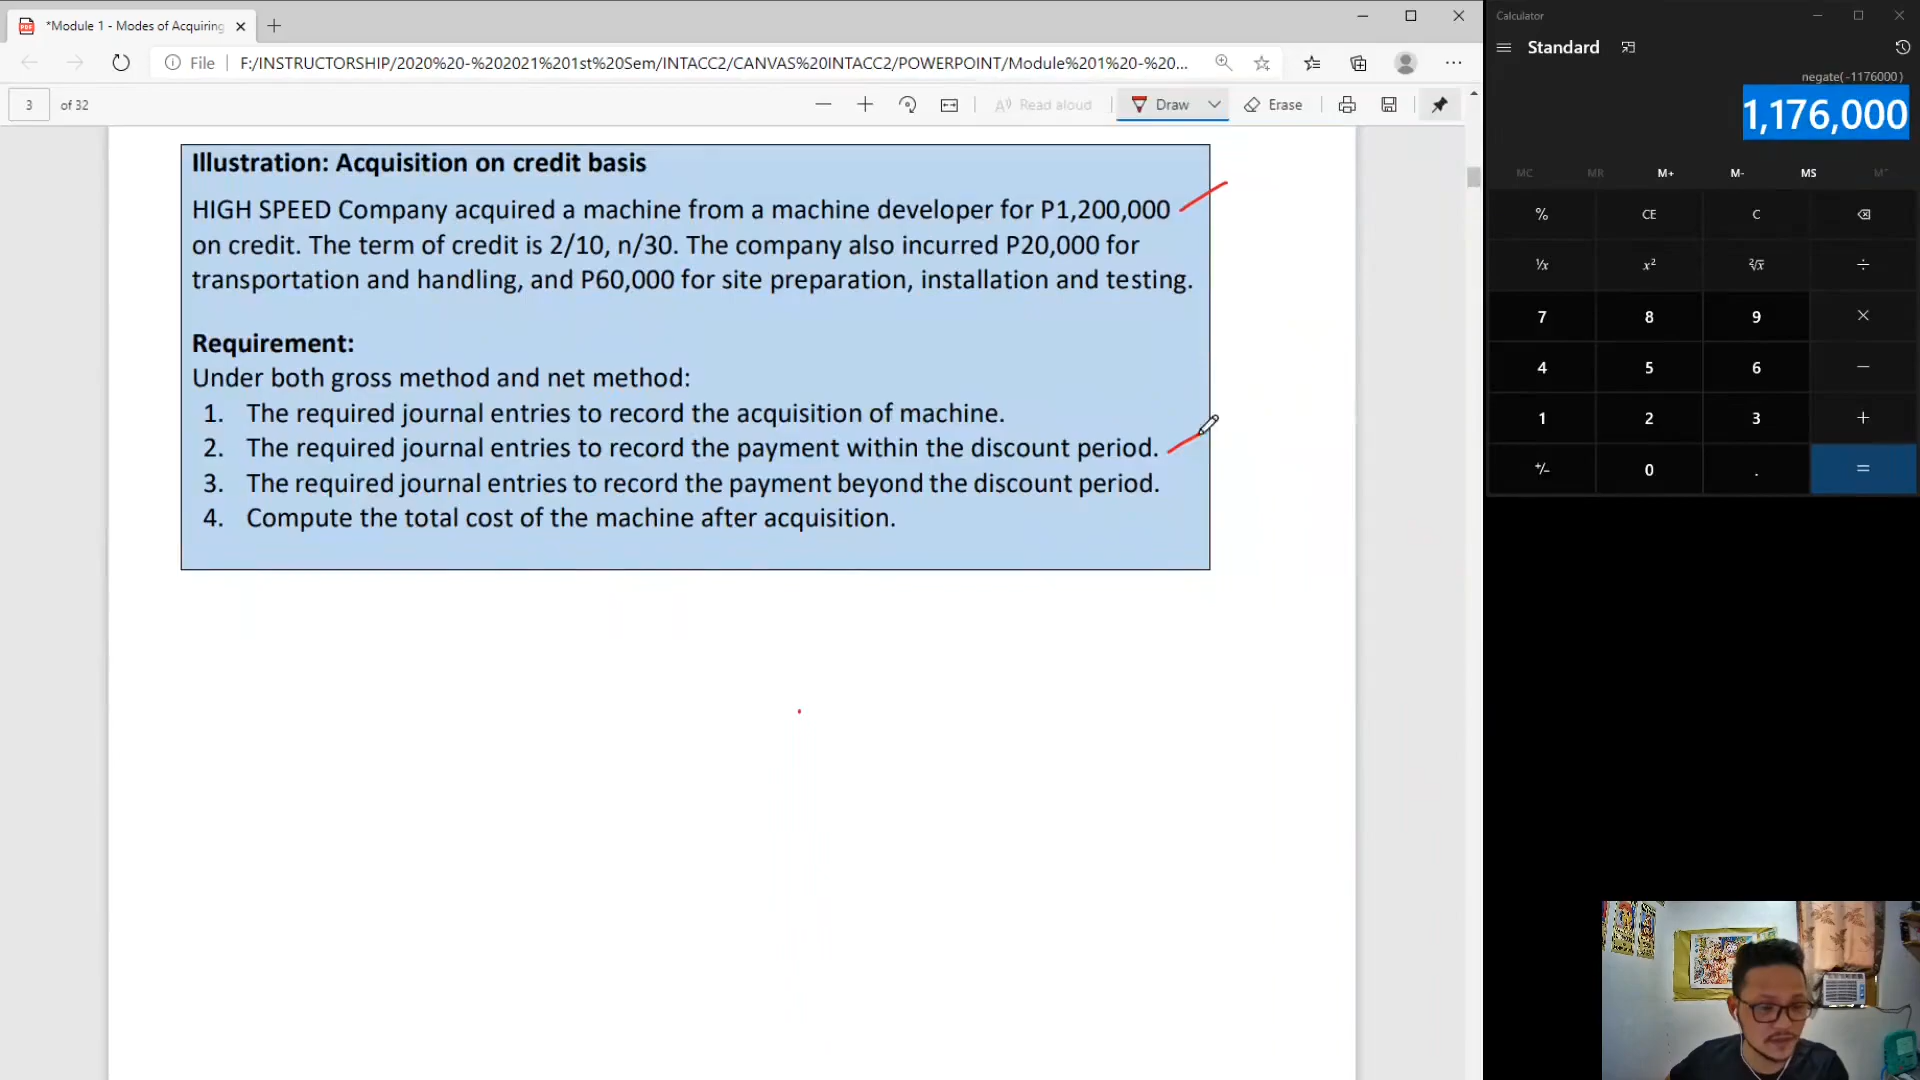 *Module 1 - Modes of Acquiring
File F:/INSTRUCTORSHIP/2020%20-%202021%201st%20Sem/INTACC2/CANVAS%20INTACC2/POWERPOINT/Module%201%20-%20...
3 of 32 Read aloud Draw Erase
Illustration: Acquisition on credit basis
HIGH SPEED Company acquired a machine from a machine developer for P1,200,000
on credit. The term of credit is 2/10, n/30. The company also incurred P20,000 for
transportation and handling, and P60,000 for site preparation, installation and testing.
Requirement:
Under both gross method and net method:
1. The required journal entries to record the acquisition of machine.
2. The required journal entries to record the payment within the discount period.
3. The required journal entries to record the payment beyond the discount period.
4. Compute the total cost of the machine after acquisition.
Calculator
Standard
negate(-1176000)
1,176,000
MC MR M+ M- MS M˅
% CE C
¹/x x² ²√x ÷
7 8 9 ×
4 5 6 −
1 2 3 +
+/- 0 . =